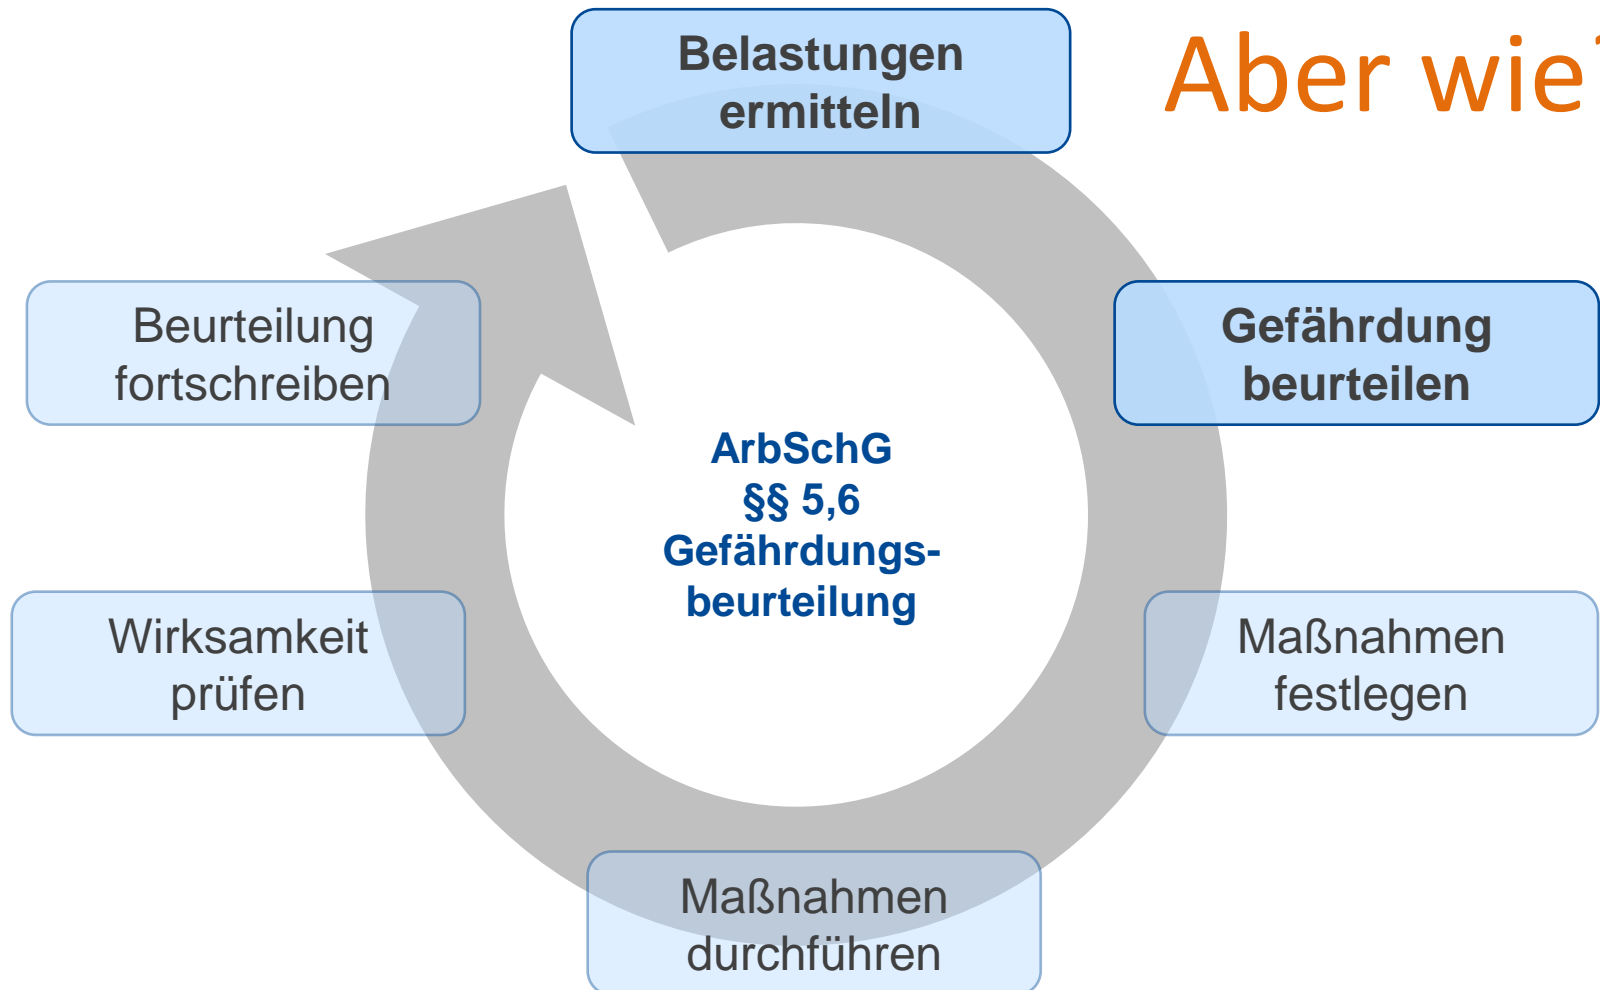 Belastungen
ermitteln
Aber wie?
Gefährdung
beurteilen
Maßnahmen
festlegen
Maßnahmen
durchführen
Wirksamkeit
prüfen
Beurteilung
fortschreiben
ArbSchG
§§ 5,6
Gefährdungs-
beurteilung